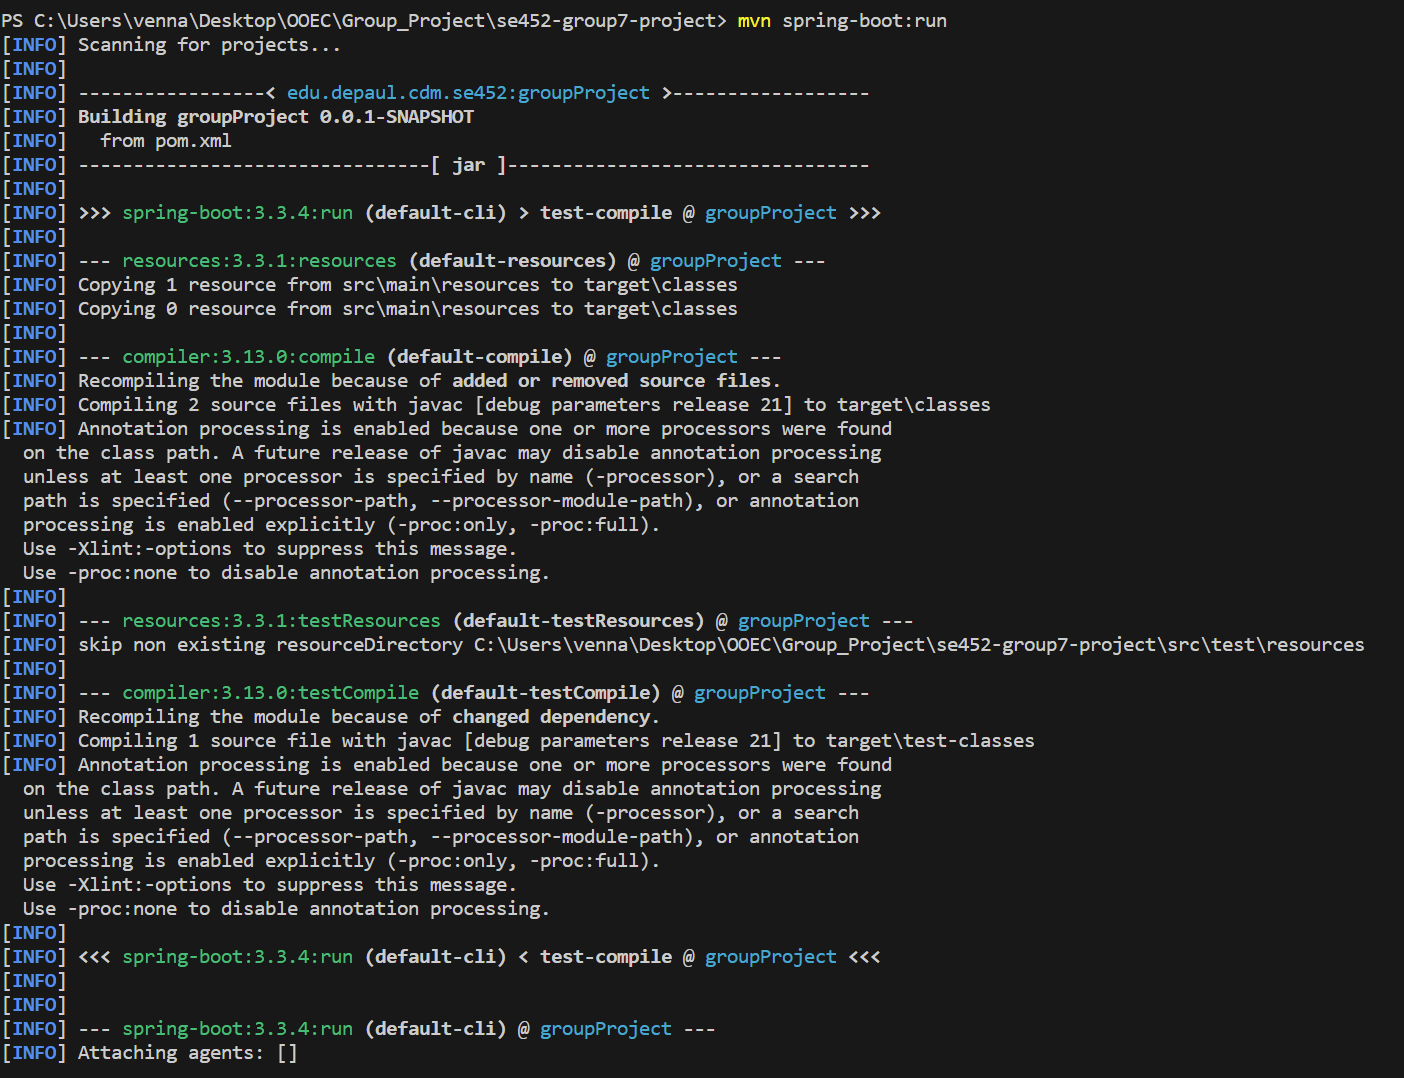 PS C:\Users\venna\Desktop\OOEC\Group_Project\se452-group7-project> mvn spring-boot:run
[INFO] Scanning for projects...
[INFO]
[INFO] -----------------< edu.depaul.cdm.se452:groupProject >------------------
[INFO] Building groupProject 0.0.1-SNAPSHOT
[INFO]   from pom.xml
[INFO] --------------------------------[ jar ]---------------------------------
[INFO]
[INFO] >>> spring-boot:3.3.4:run (default-cli) > test-compile @ groupProject >>>
[INFO]
[INFO] --- resources:3.3.1:resources (default-resources) @ groupProject ---
[INFO] Copying 1 resource from src\main\resources to target\classes
[INFO] Copying 0 resource from src\main\resources to target\classes
[INFO]
[INFO] --- compiler:3.13.0:compile (default-compile) @ groupProject ---
[INFO] Recompiling the module because of added or removed source files.
[INFO] Compiling 2 source files with javac [debug parameters release 21] to target\classes
[INFO] Annotation processing is enabled because one or more processors were found
  on the class path. A future release of javac may disable annotation processing
  unless at least one processor is specified by name (-processor), or a search
  path is specified (--processor-path, --processor-module-path), or annotation
  processing is enabled explicitly (-proc:only, -proc:full).
  Use -Xlint:-options to suppress this message.
  Use -proc:none to disable annotation processing.
[INFO]
[INFO] --- resources:3.3.1:testResources (default-testResources) @ groupProject ---
[INFO] skip non existing resourceDirectory C:\Users\venna\Desktop\OOEC\Group_Project\se452-group7-project\src\test\resources
[INFO]
[INFO] --- compiler:3.13.0:testCompile (default-testCompile) @ groupProject ---
[INFO] Recompiling the module because of changed dependency.
[INFO] Compiling 1 source file with javac [debug parameters release 21] to target\test-classes
[INFO] Annotation processing is enabled because one or more processors were found
  on the class path. A future release of javac may disable annotation processing
  unless at least one processor is specified by name (-processor), or a search
  path is specified (--processor-path, --processor-module-path), or annotation
  processing is enabled explicitly (-proc:only, -proc:full).
  Use -Xlint:-options to suppress this message.
  Use -proc:none to disable annotation processing.
[INFO]
[INFO] <<< spring-boot:3.3.4:run (default-cli) < test-compile @ groupProject <<<
[INFO]
[INFO]
[INFO] --- spring-boot:3.3.4:run (default-cli) @ groupProject ---
[INFO] Attaching agents: []